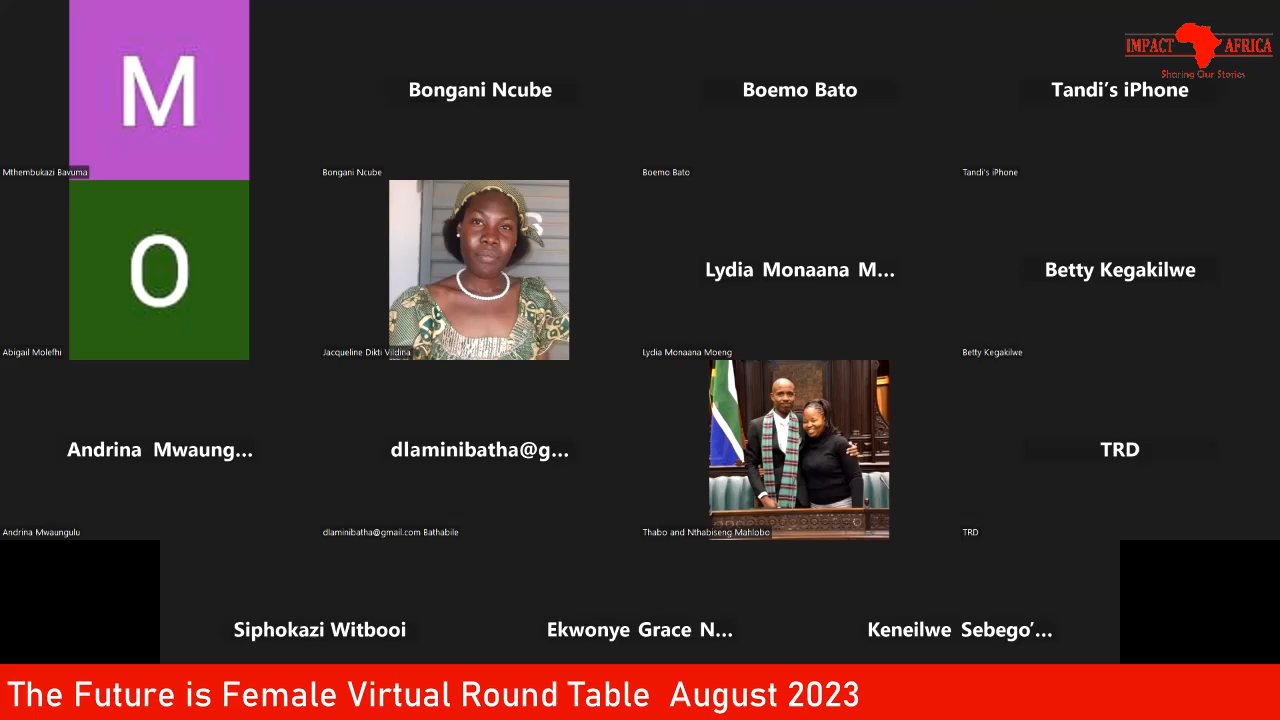 M
Bongani Ncube
Boemo Bato
Tandi's iPhone
IMPACT AFRICA
Sharing Our Stories
Mthembukazi Bavuma
Bongani Ncube
Boemo Bato
Tandi's iPhone
O
Lydia Monaana M...
Betty Kegakilwe
Abigail Molefhi
Jacqueline Dikti Vildina
Lydia Monaana Moeng
Betty Kegakilwe
Andrina Mwaung...
dlaminibatha@g...
TRD
Andrina Mwaungulu
dlaminibatha@gmail.com Bathabile
Thabo and Nthabiseng Mahlobo
TRD
Siphokazi Witbooi
Ekwonye Grace N...
Keneilwe Sebego'...
The Future is Female Virtual Round Table August 2023